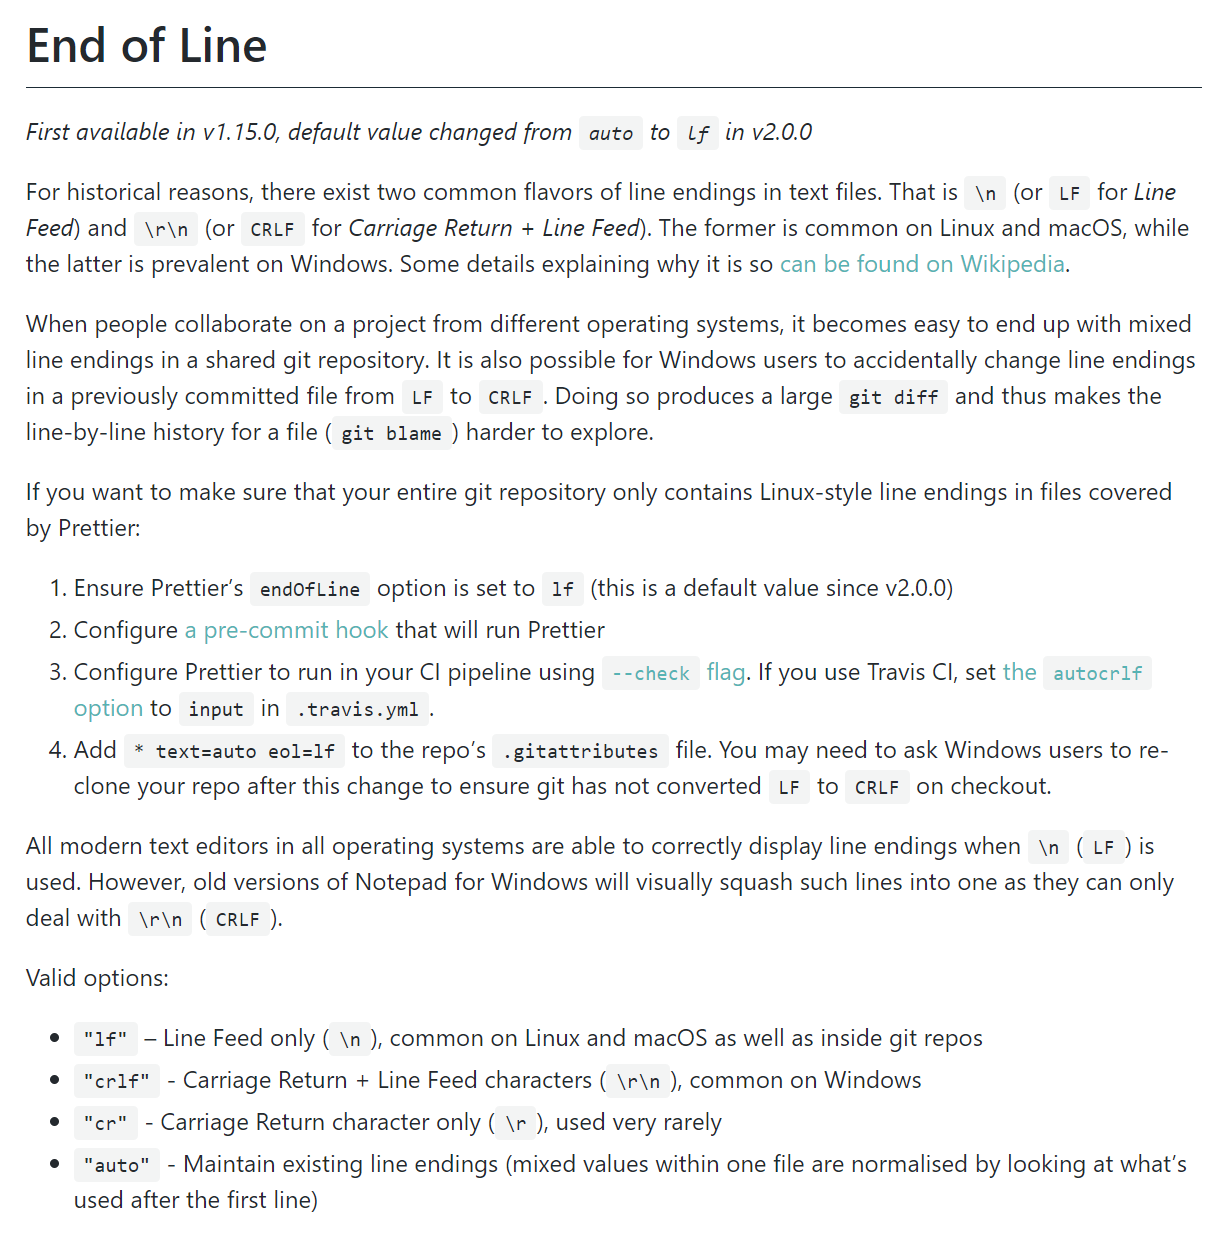 End of Line
First available in v1.15.0, default value changed from auto to lf in v2.0.0
For historical reasons, there exist two common flavors of line endings in text files. That is \n (or LF for Line
Feed) and \r\n (or CRLF for Carriage Return + Line Feed). The former is common on Linux and macOS, while
the latter is prevalent on Windows. Some details explaining why it is so can be found on Wikipedia.
When people collaborate on a project from different operating systems, it becomes easy to end up with mixed
line endings in a shared git repository. It is also possible for Windows users to accidentally change line endings
in a previously committed file from LF to CRLF. Doing so produces a large git diff and thus makes the
line-by-line history for a file (git blame) harder to explore.
If you want to make sure that your entire git repository only contains Linux-style line endings in files covered
by Prettier:
1. Ensure Prettier’s endOfLine option is set to lf (this is a default value since v2.0.0)
2. Configure a pre-commit hook that will run Prettier
3. Configure Prettier to run in your CI pipeline using --check flag. If you use Travis CI, set the autocrlf
option to input in .travis.yml.
4. Add * text=auto eol=lf to the repo’s .gitattributes file. You may need to ask Windows users to re-
clone your repo after this change to ensure git has not converted LF to CRLF on checkout.
All modern text editors in all operating systems are able to correctly display line endings when \n (LF) is
used. However, old versions of Notepad for Windows will visually squash such lines into one as they can only
deal with \r\n (CRLF).
Valid options:
• "lf" – Line Feed only (\n), common on Linux and macOS as well as inside git repos
• "crlf" - Carriage Return + Line Feed characters (\r\n), common on Windows
• "cr" - Carriage Return character only (\r), used very rarely
• "auto" - Maintain existing line endings (mixed values within one file are normalised by looking at what’s
used after the first line)